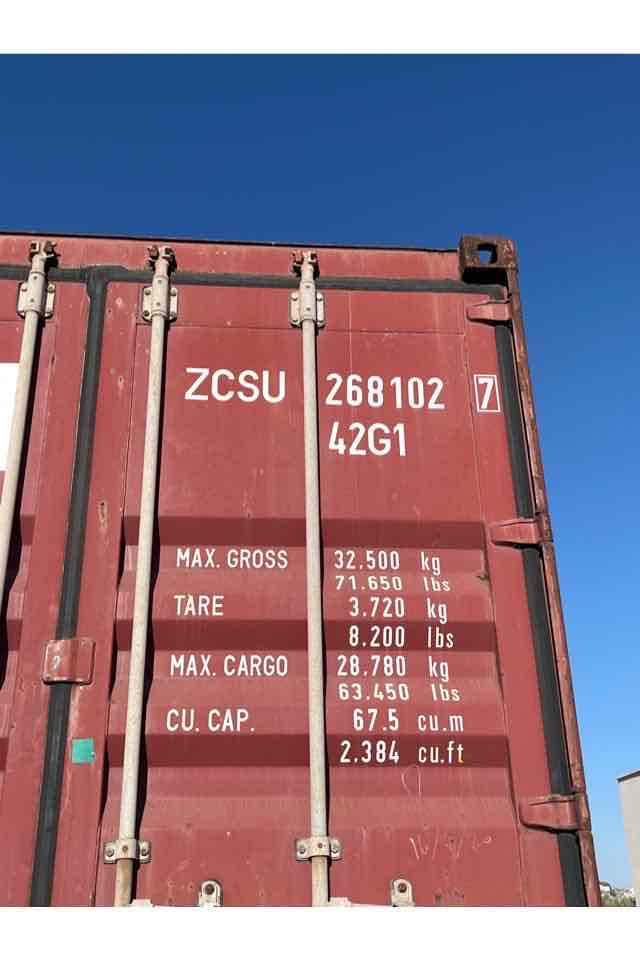 ZCSU 268102 7
42G1
MAX. GROSS 32.500 kg
71.650 lbs
TARE 3.720 kg
8.200 lbs
MAX. CARGO 28.780 kg
63.450 lbs
CU. CAP. 67.5 cu.m
2.384 cu.ft